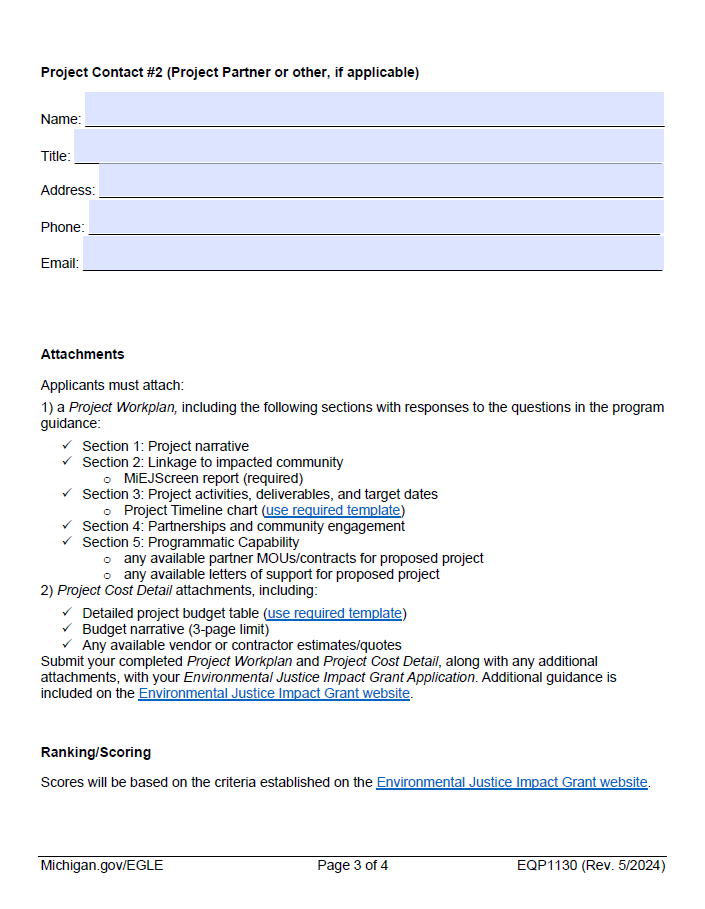 Project Contact #2 (Project Partner or other, if applicable)
Name:
Title:
Address:
Phone:
Email:
Attachments
Applicants must attach:
1) a Project Workplan, including the following sections with responses to the questions in the program
guidance:
✓ Section 1: Project narrative
✓ Section 2: Linkage to impacted community
o MiEJScreen report (required)
✓ Section 3: Project activities, deliverables, and target dates
o Project Timeline chart (use required template)
✓ Section 4: Partnerships and community engagement
✓ Section 5: Programmatic Capability
o any available partner MOUs/contracts for proposed project
o any available letters of support for proposed project
2) Project Cost Detail attachments, including:
✓ Detailed project budget table (use required template)
✓ Budget narrative (3-page limit)
✓ Any available vendor or contractor estimates/quotes
Submit your completed Project Workplan and Project Cost Detail, along with any additional
attachments, with your Environmental Justice Impact Grant Application. Additional guidance is
included on the Environmental Justice Impact Grant website.
Ranking/Scoring
Scores will be based on the criteria established on the Environmental Justice Impact Grant website.
Michigan.gov/EGLE Page 3 of 4 EQP1130 (Rev. 5/2024)